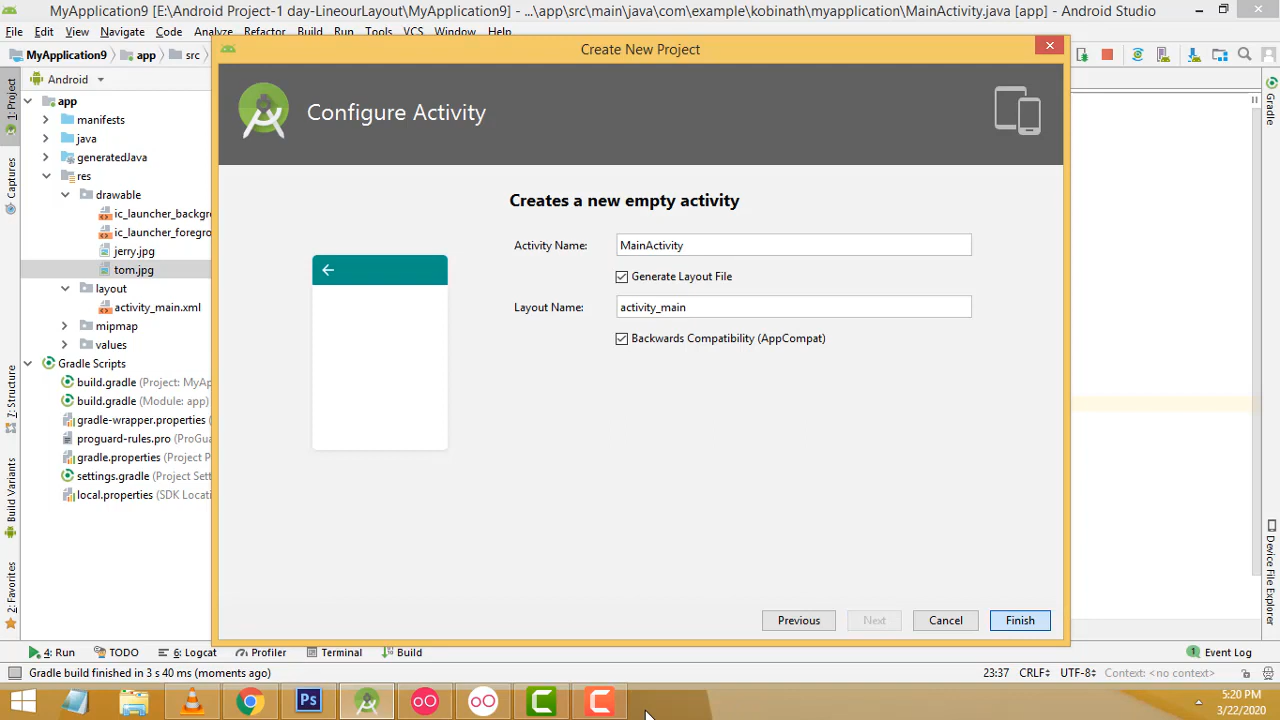 MyApplication9 [E:\Android Project-1 day-LineourLayout\MyApplication9] - ...\app\src\main\java\com\example\kobinath\myapplication\MainActivity.java [app] - Android Studio
File Edit View Navigate Code Analyze Refactor Build Run Tools VCS Window Help
MyApplication9 app src
Create New Project
Android
1: Project
Captures
7: Structure
Build Variants
2: Favorites
app
manifests
java
generatedJava
res
drawable
ic_launcher_backgr
ic_launcher_foregro
jerry.jpg
tom.jpg
layout
activity_main.xml
mipmap
values
Gradle Scripts
build.gradle (Project: MyAp
build.gradle (Module: app)
gradle-wrapper.properties (
proguard-rules.pro (ProGua
gradle.properties (Project P
settings.gradle (Project Sett
local.properties (SDK Locati
Configure Activity
Creates a new empty activity
Activity Name: MainActivity
Generate Layout File
Layout Name: activity_main
Backwards Compatibility (AppCompat)
Previous Next Cancel Finish
Gradle
Device File Explorer
4: Run TODO 6: Logcat Profiler Terminal Build 1 Event Log
Gradle build finished in 3 s 40 ms (moments ago) 23:37 CRLF UTF-8 Context: <no context>
Ps
5:20 PM
3/22/2020